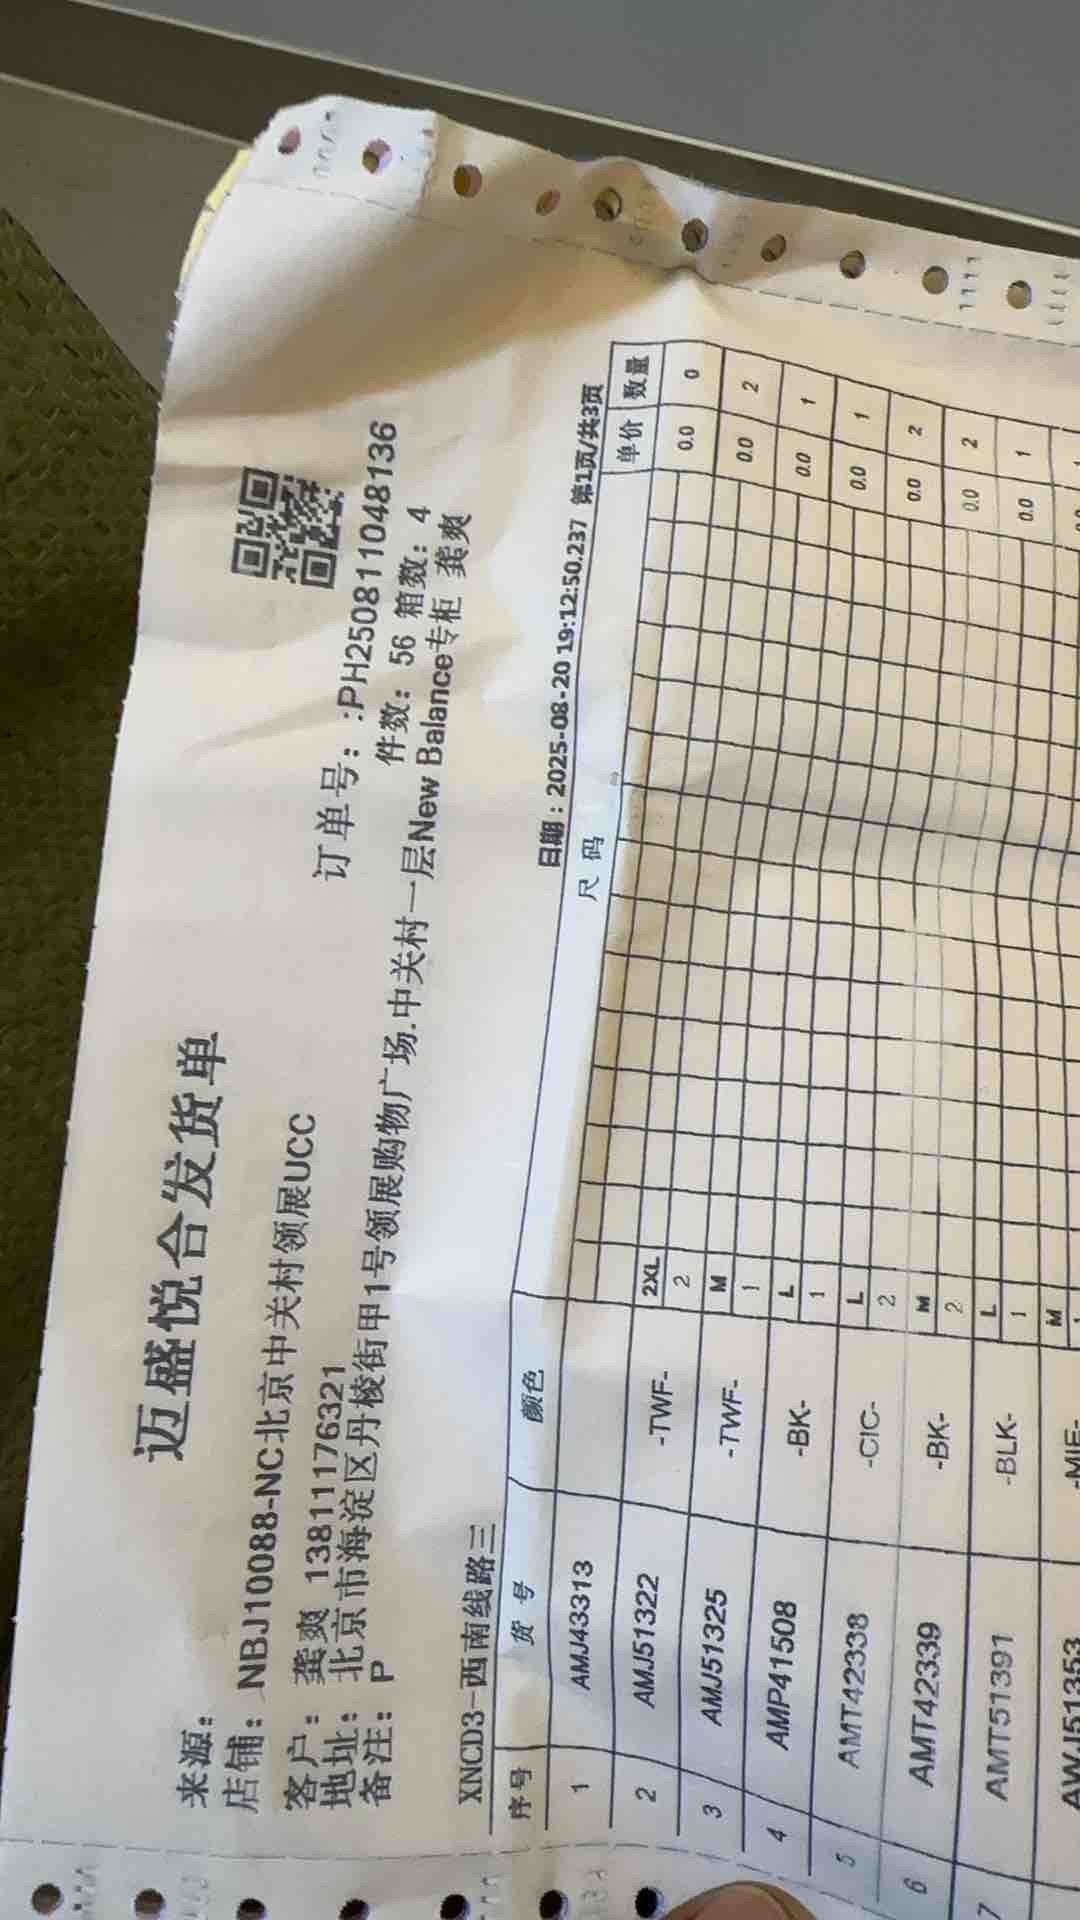 迈盛悦合发货单
来源：
店铺：NBJ10088-NC北京中关村领展UCC
订单号：:PH250811048136
客户：龚爽 13811176321
件数：56 箱数：4
地址：北京市海淀区丹棱街甲1号领展购物广场.中关村一层New Balance专柜 龚爽
备注：P
XNCD3-西南线路三
日期：2025-08-20 19:12:50.237 第1页/共3页
序号 货 号 颜色 尺 码 单价 数量
1 AMJ43313 0.0 0
2 AMJ51322 -TWF- 2XL 0.0 2
2
3 AMJ51325 -TWF- M 0.0 1
1
4 AMP41508 -BK- L 0.0 1
1
5 AMT42338 -CIC- L 0.0 2
2
6 AMT42339 -BK- M 0.0 2
2
7 AMT51391 -BLK- L 0.0 1
1
AWJ51353 -MIE- M